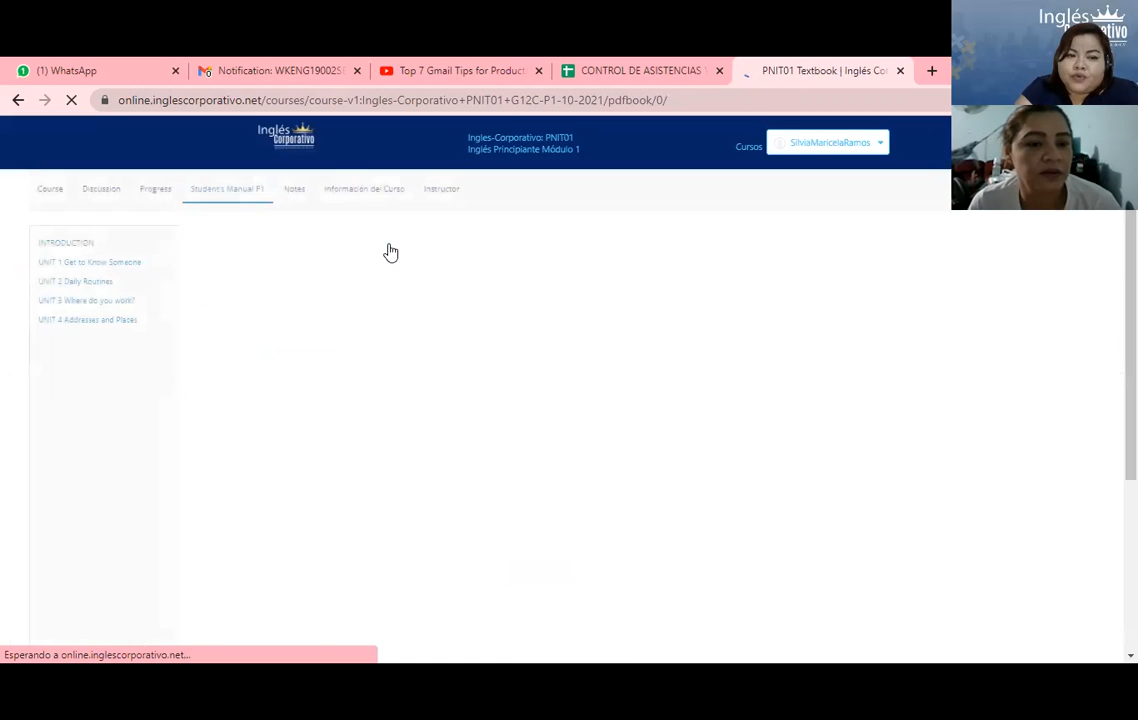 Inglés
Corporativo
(1) WhatsApp
Notification: WKENG19002S
Top 7 Gmail Tips for Product
CONTROL DE ASISTENCIAS
PNIT01 Textbook | Inglés Co
online.inglescorporativo.net/courses/course-v1:Ingles-Corporativo+PNIT01+G12C-P1-10-2021/pdfbook/0/
Inglés
Corporativo
Ingles-Corporativo: PNIT01
Inglés Principiante Módulo 1
Cursos
SilviaMaricelaRamos
Course
Discussion
Progress
Student's Manual P1
Notes
Información del Curso
Instructor
INTRODUCTION
UNIT 1 Get to Know Someone
UNIT 2 Daily Routines
UNIT 3 Where do you work?
UNIT 4 Addresses and Places
Esperando a online.inglescorporativo.net...